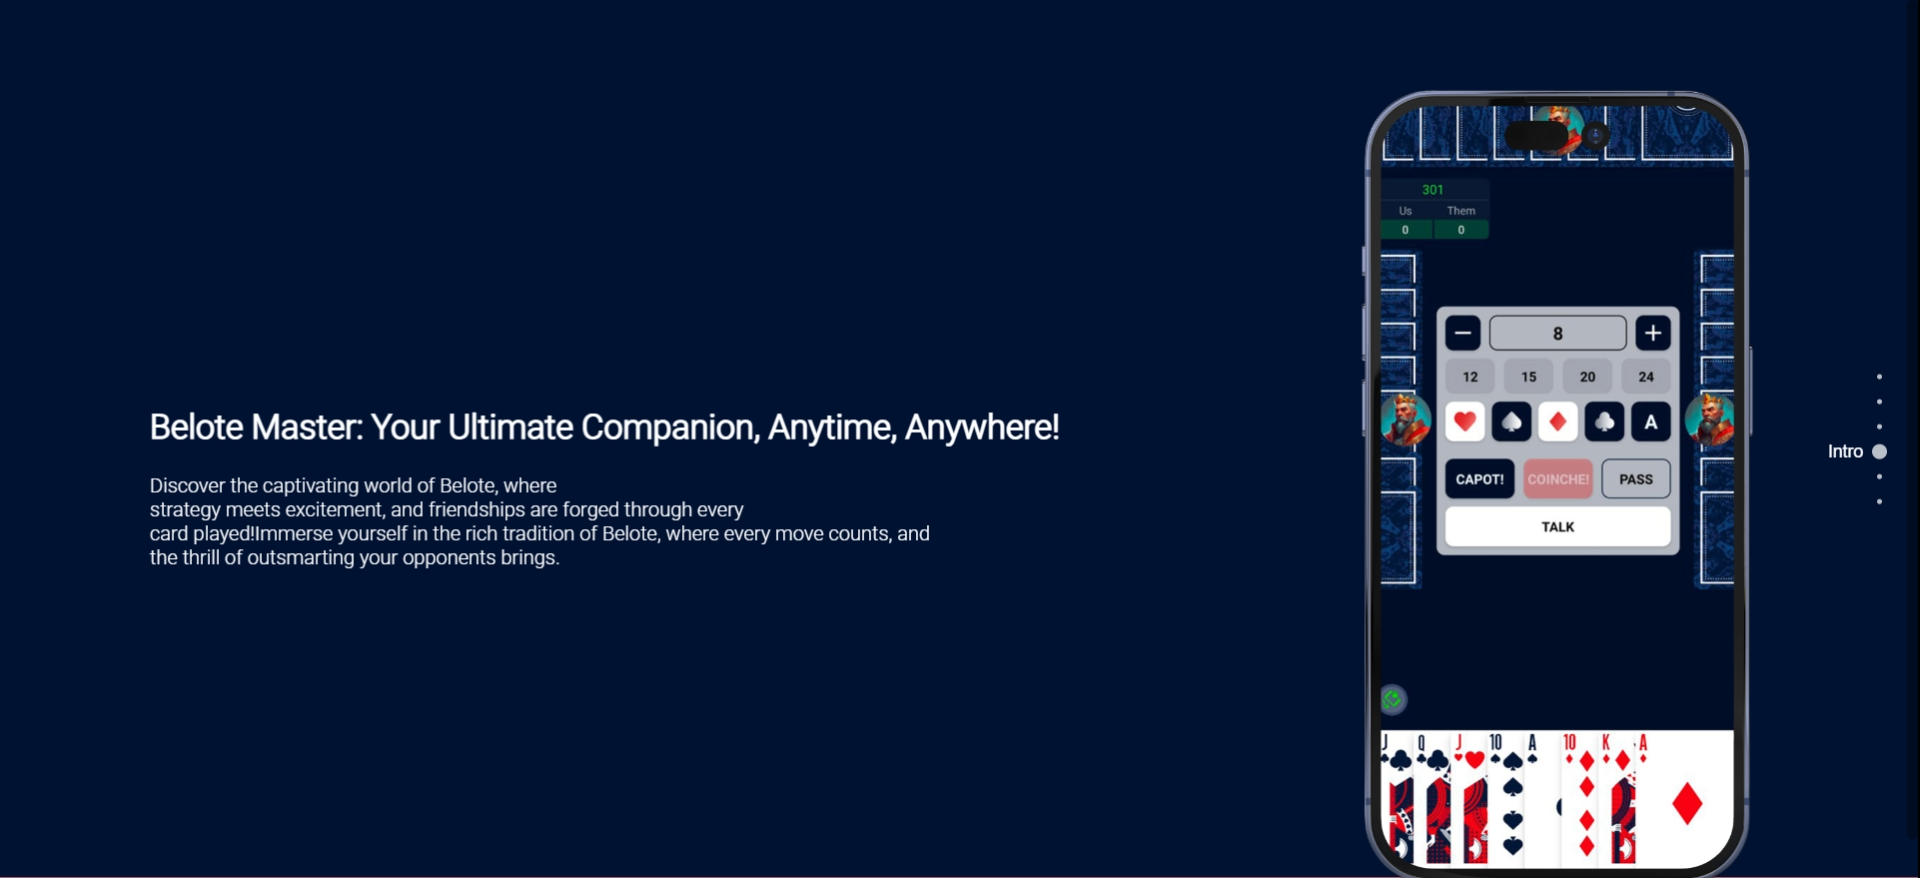 Belote Master: Your Ultimate Companion, Anytime, Anywhere!
Discover the captivating world of Belote, where
strategy meets excitement, and friendships are forged through every
card played!Immerse yourself in the rich tradition of Belote, where every move counts, and
the thrill of outsmarting your opponents brings.
301
Us Them
0 0
8
12 15 20 24
A
CAPOT! COINCHE! PASS
TALK
J Q J 10 A 10 K A
Intro